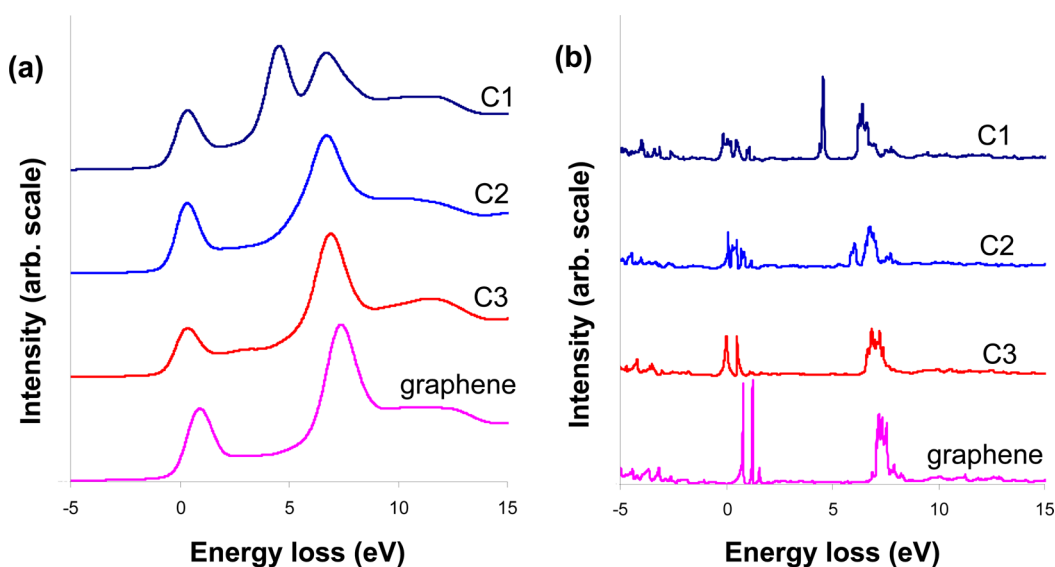 (a)
C1
C2
C3
graphene
Intensity (arb. scale)
-5 0 5 10 15
Energy loss (eV)
(b)
C1
C2
C3
graphene
Intensity (arb. scale)
-5 0 5 10 15
Energy loss (eV)